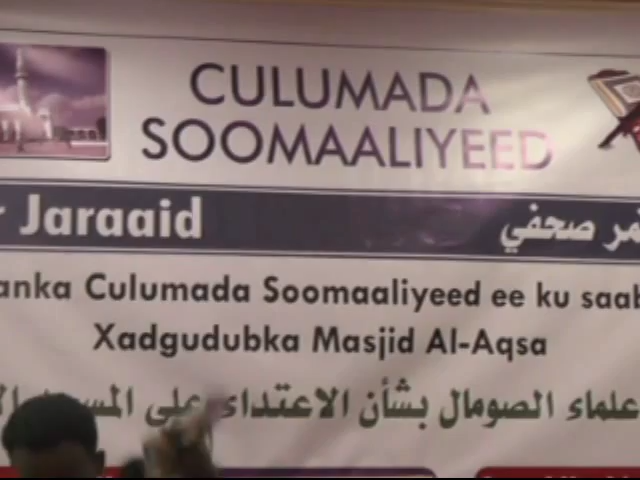 CULUMADA
SOOMAALIYEED
Jaraaid
صحفي
Culumada Soomaaliyeed ee ku
Xadgudubka Masjid Al-Aqsa
علماء الصومال بشأن الاعتداء على